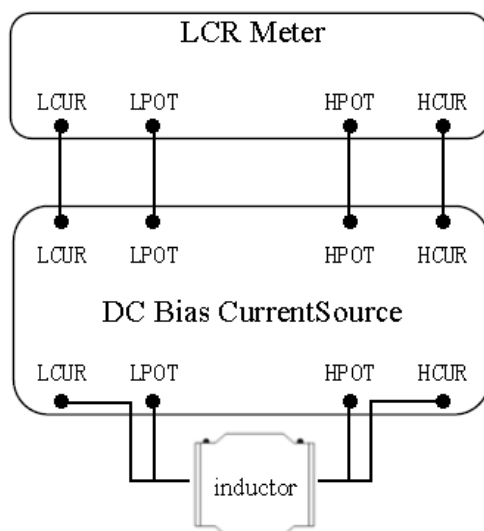 LCR Meter
LCUR LPOT HPOT HCUR
LCUR LPOT HPOT HCUR
DC Bias CurrentSource
LCUR LPOT HPOT HCUR
inductor